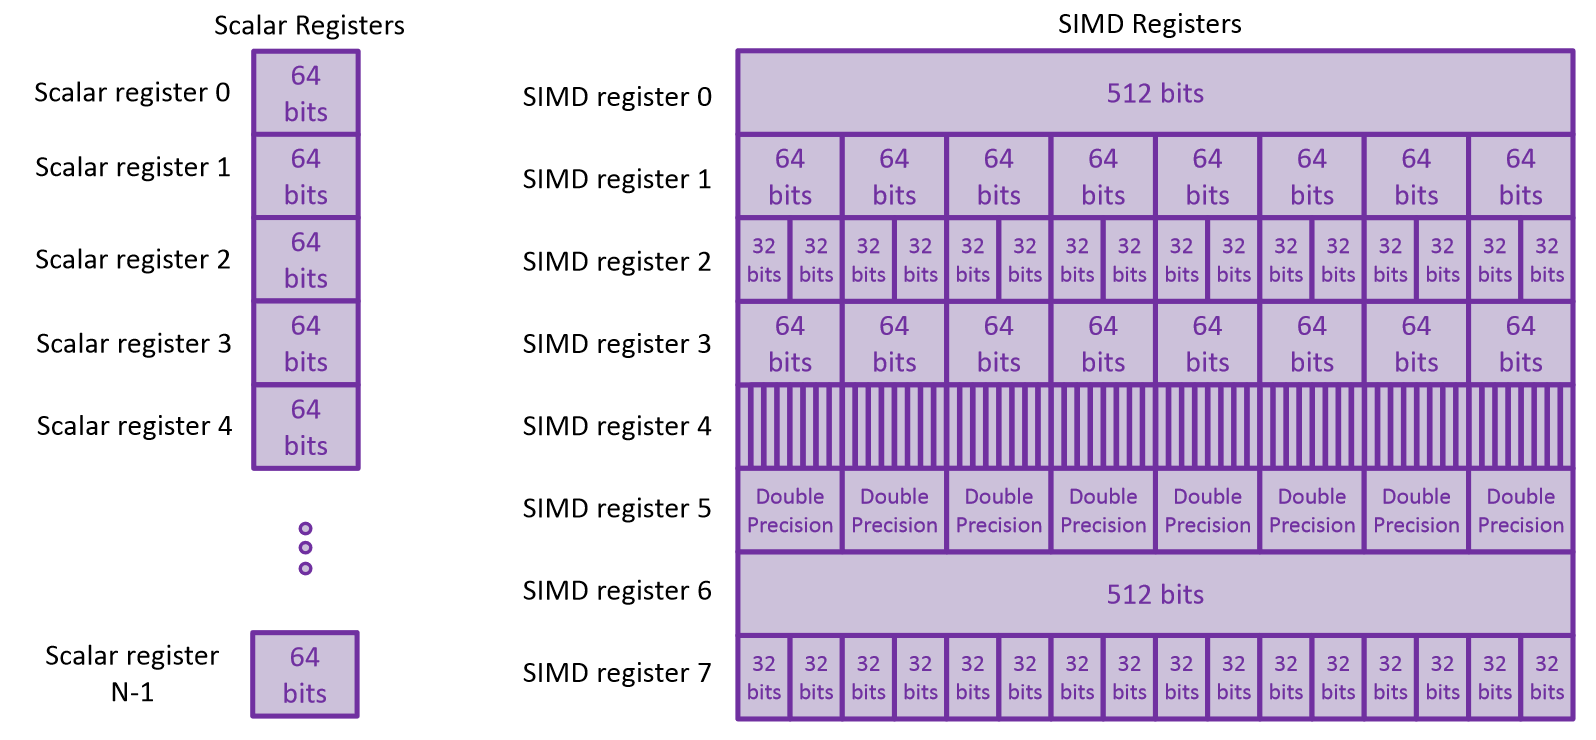 Scalar Registers
Scalar register 0
64
bits
Scalar register 1
64
bits
Scalar register 2
64
bits
Scalar register 3
64
bits
Scalar register 4
64
bits
Scalar register
N-1
64
bits
SIMD Registers
SIMD register 0
512 bits
SIMD register 1
64 64 64 64 64 64 64 64
bits bits bits bits bits bits bits bits
SIMD register 2
32 32 32 32 32 32 32 32 32 32 32 32 32 32 32 32
bits bits bits bits bits bits bits bits bits bits bits bits bits bits bits bits
SIMD register 3
64 64 64 64 64 64 64 64
bits bits bits bits bits bits bits bits
SIMD register 4
SIMD register 5
Double Double Double Double Double Double Double Double
Precision Precision Precision Precision Precision Precision Precision Precision
SIMD register 6
512 bits
SIMD register 7
32 32 32 32 32 32 32 32 32 32 32 32 32 32 32 32
bits bits bits bits bits bits bits bits bits bits bits bits bits bits bits bits